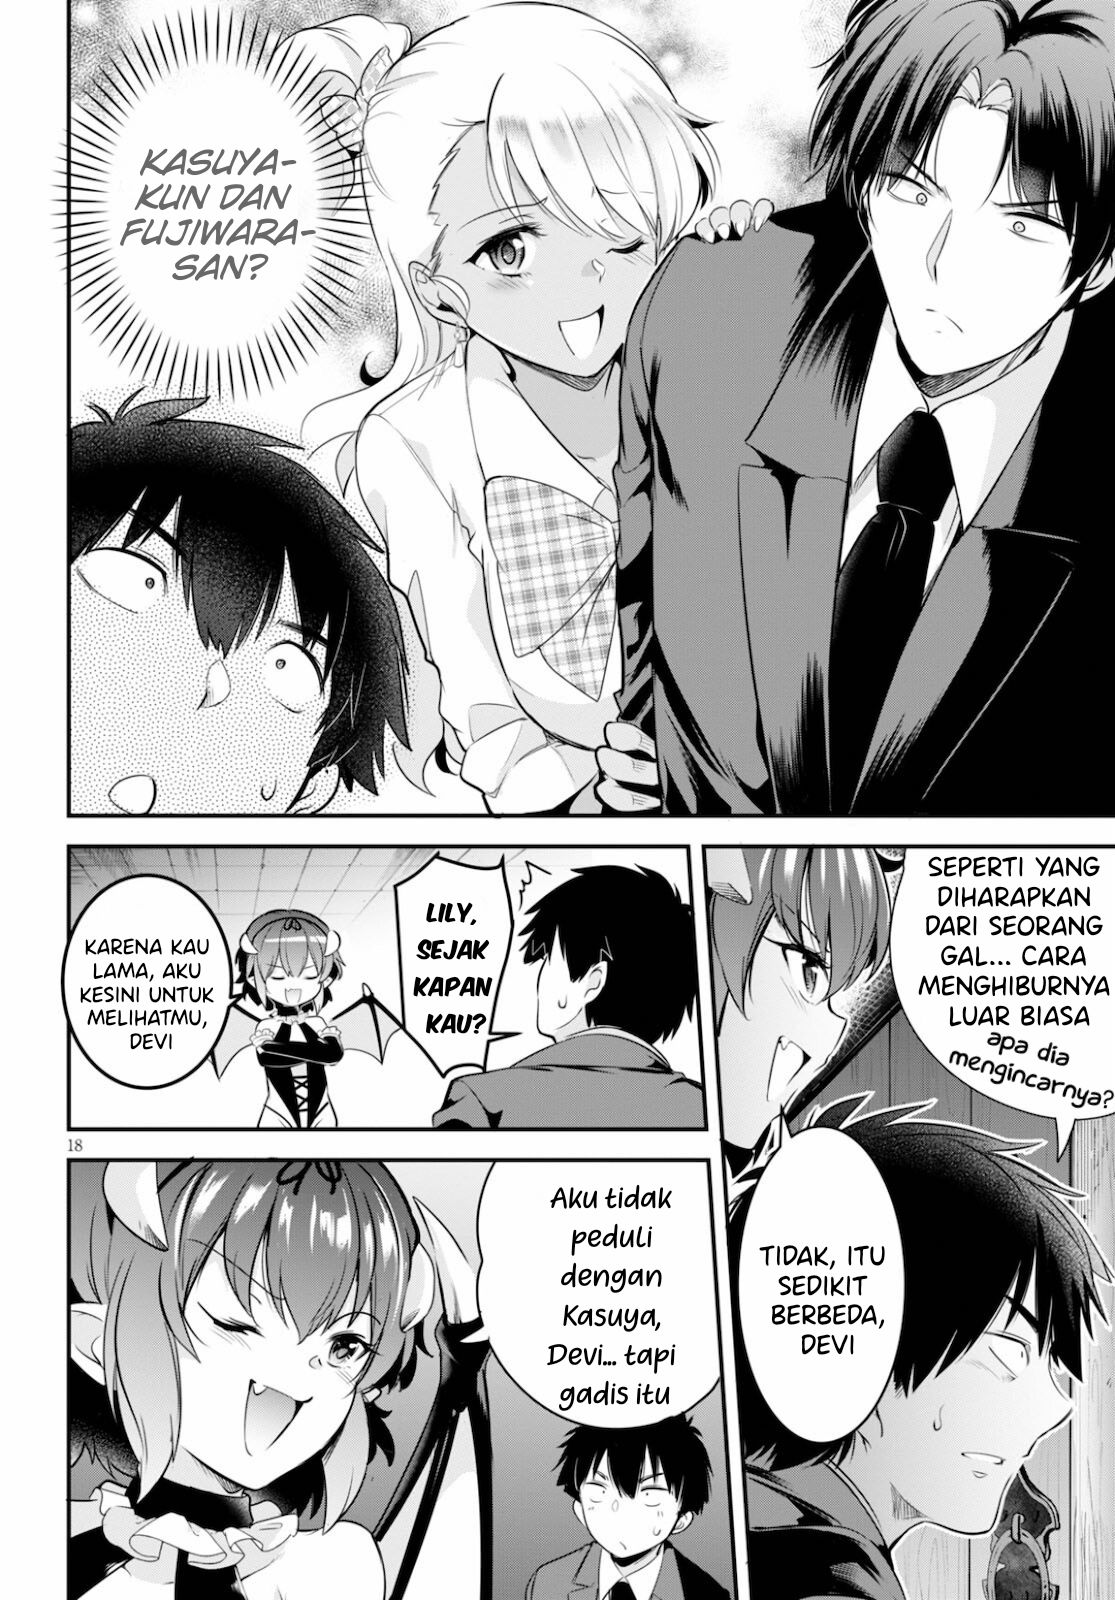 KASUYA-
KUN DAN
FUJIWARA-
SAN?
SEPERTI YANG
DIHARAPKAN
DARI SEORANG
GAL... CARA
MENGHIBURNYA
LUAR BIASA
apa dia
mengincarnya?
TIDAK, ITU
SEDIKIT
BERBEDA,
DEVI
LILY,
SEJAK
KAPAN
KAU?
KARENA KAU
LAMA, AKU
KESINI UNTUK
MELIHATMU,
DEVI
18
Aku tidak
peduli
dengan
Kasuya,
Devi... tapi
gadis itu